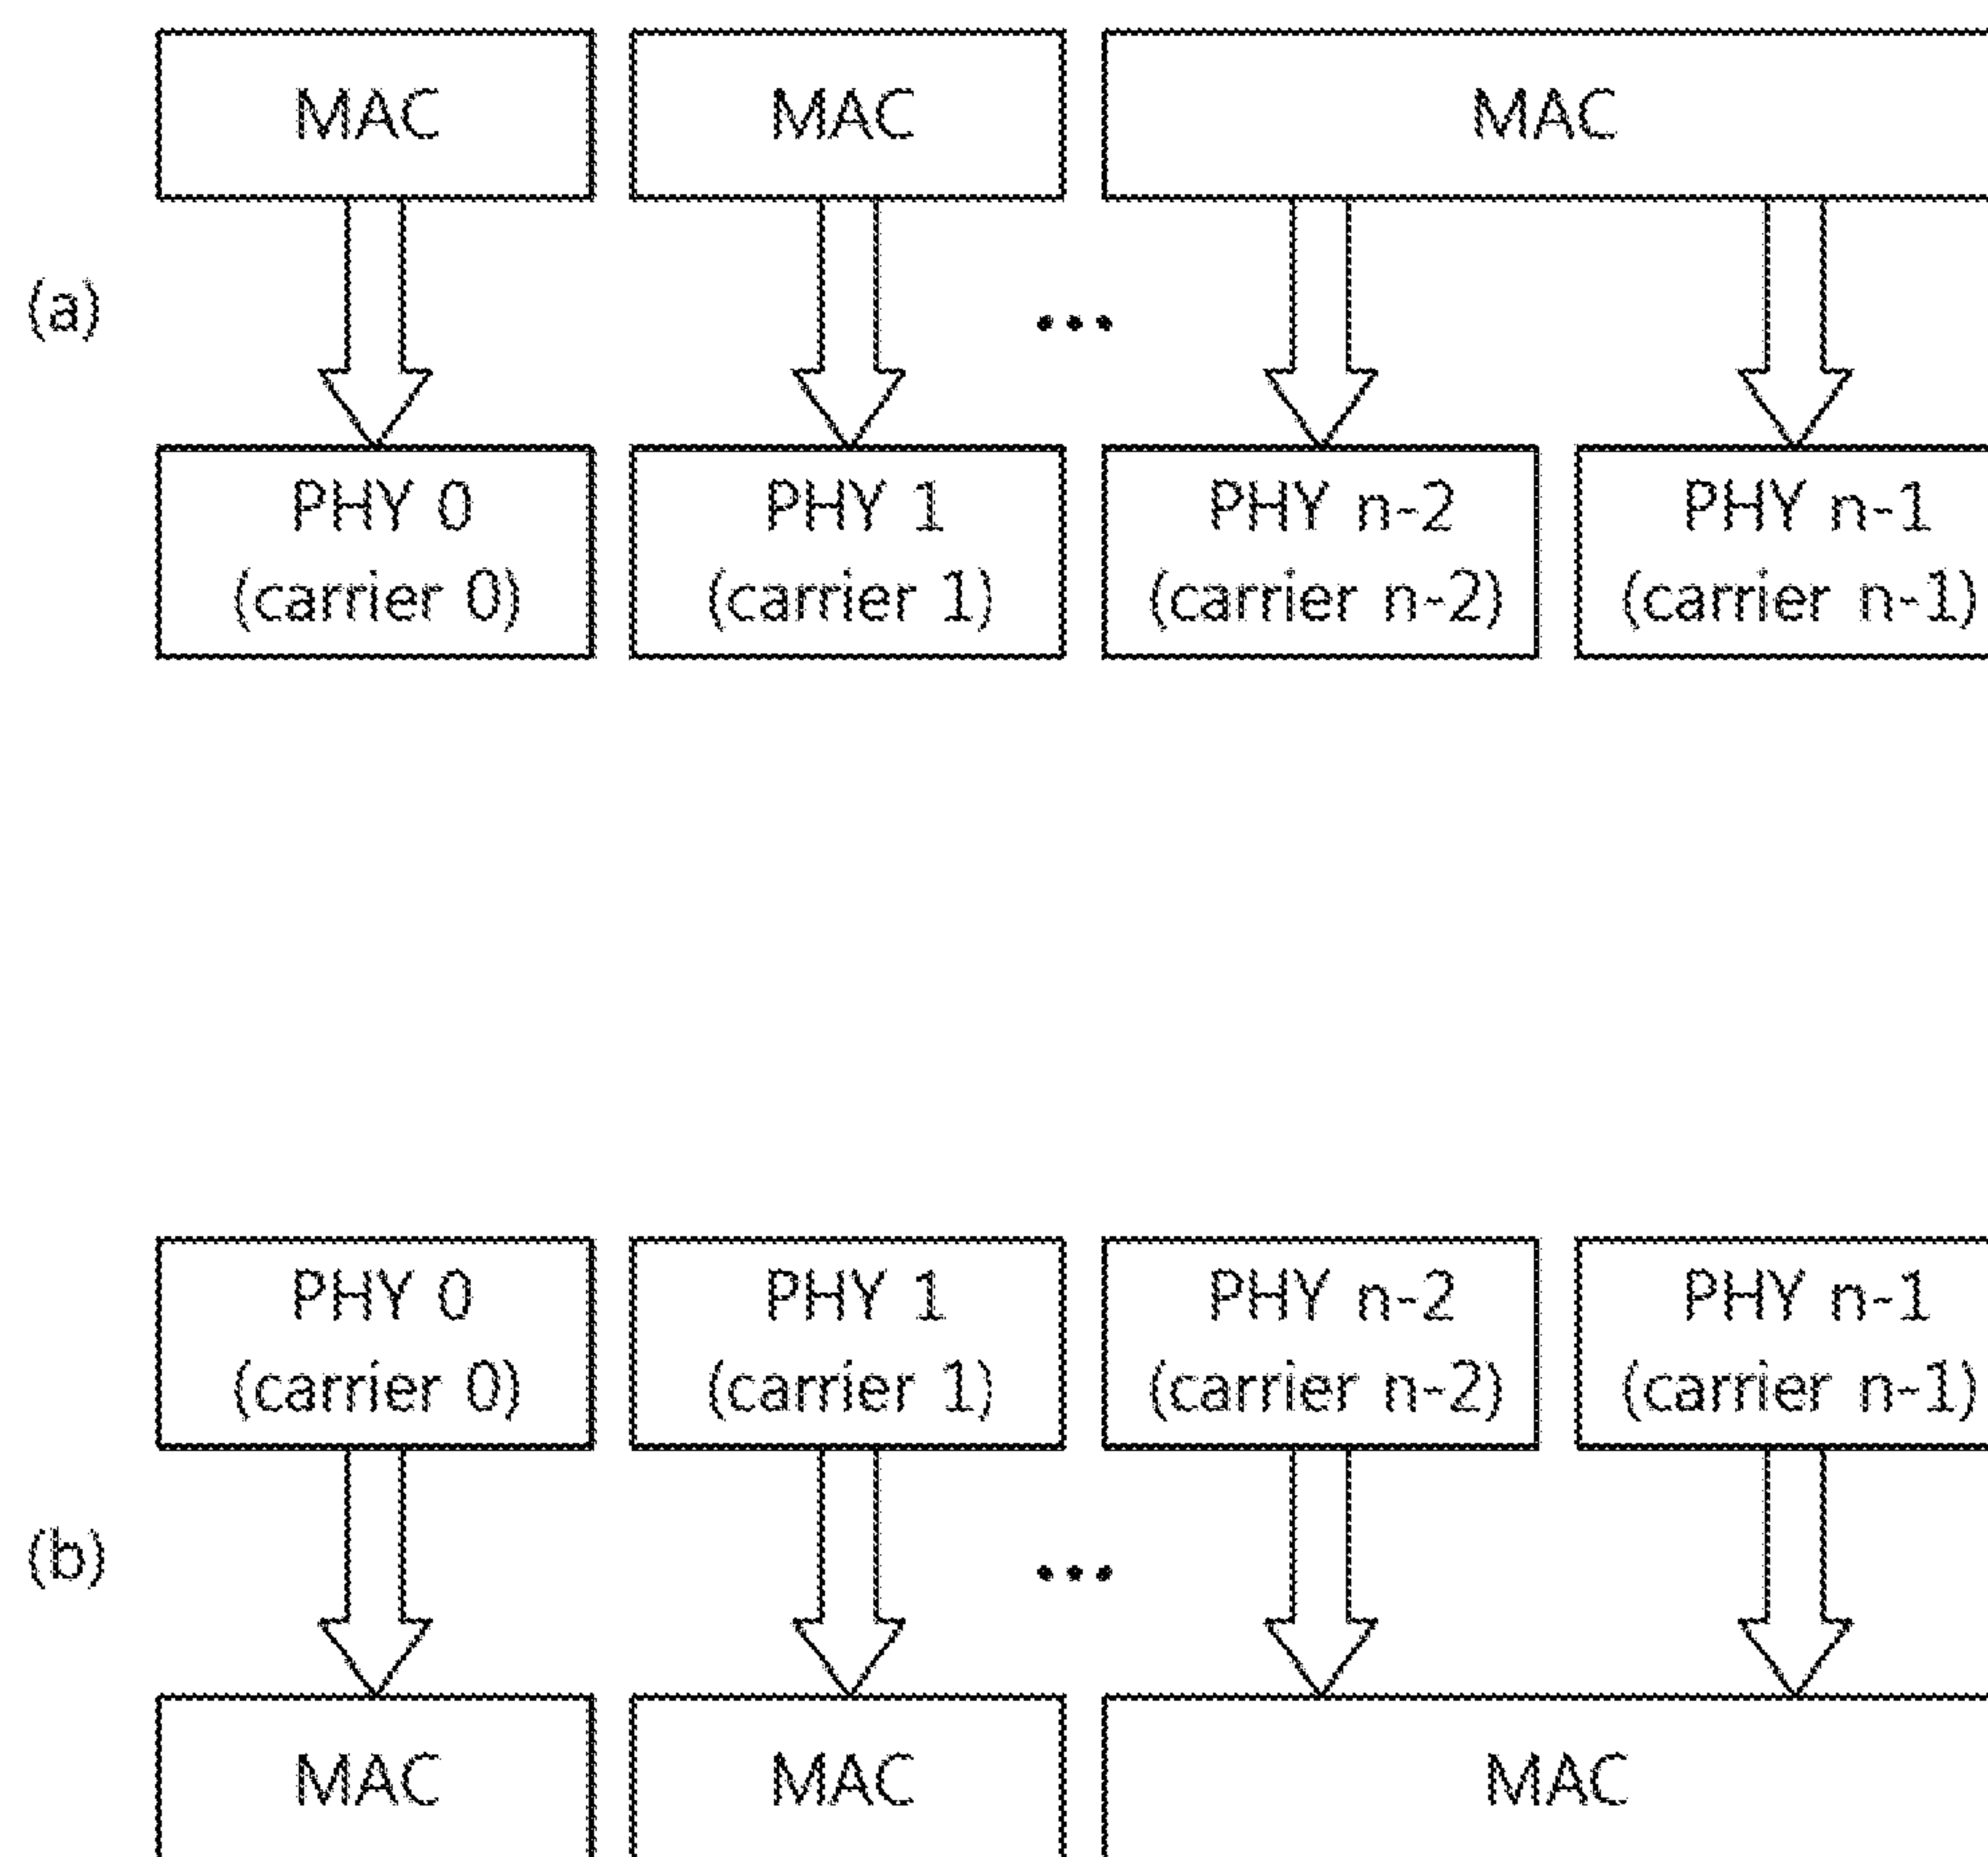 MAC MAC MAC
(a)
...
PHY 0 PHY 1 PHY n-2 PHY n-1
(carrier 0) (carrier 1) (carrier n-2) (carrier n-1)
PHY 0 PHY 1 PHY n-2 PHY n-1
(carrier 0) (carrier 1) (carrier n-2) (carrier n-1)
(b)
...
MAC MAC MAC